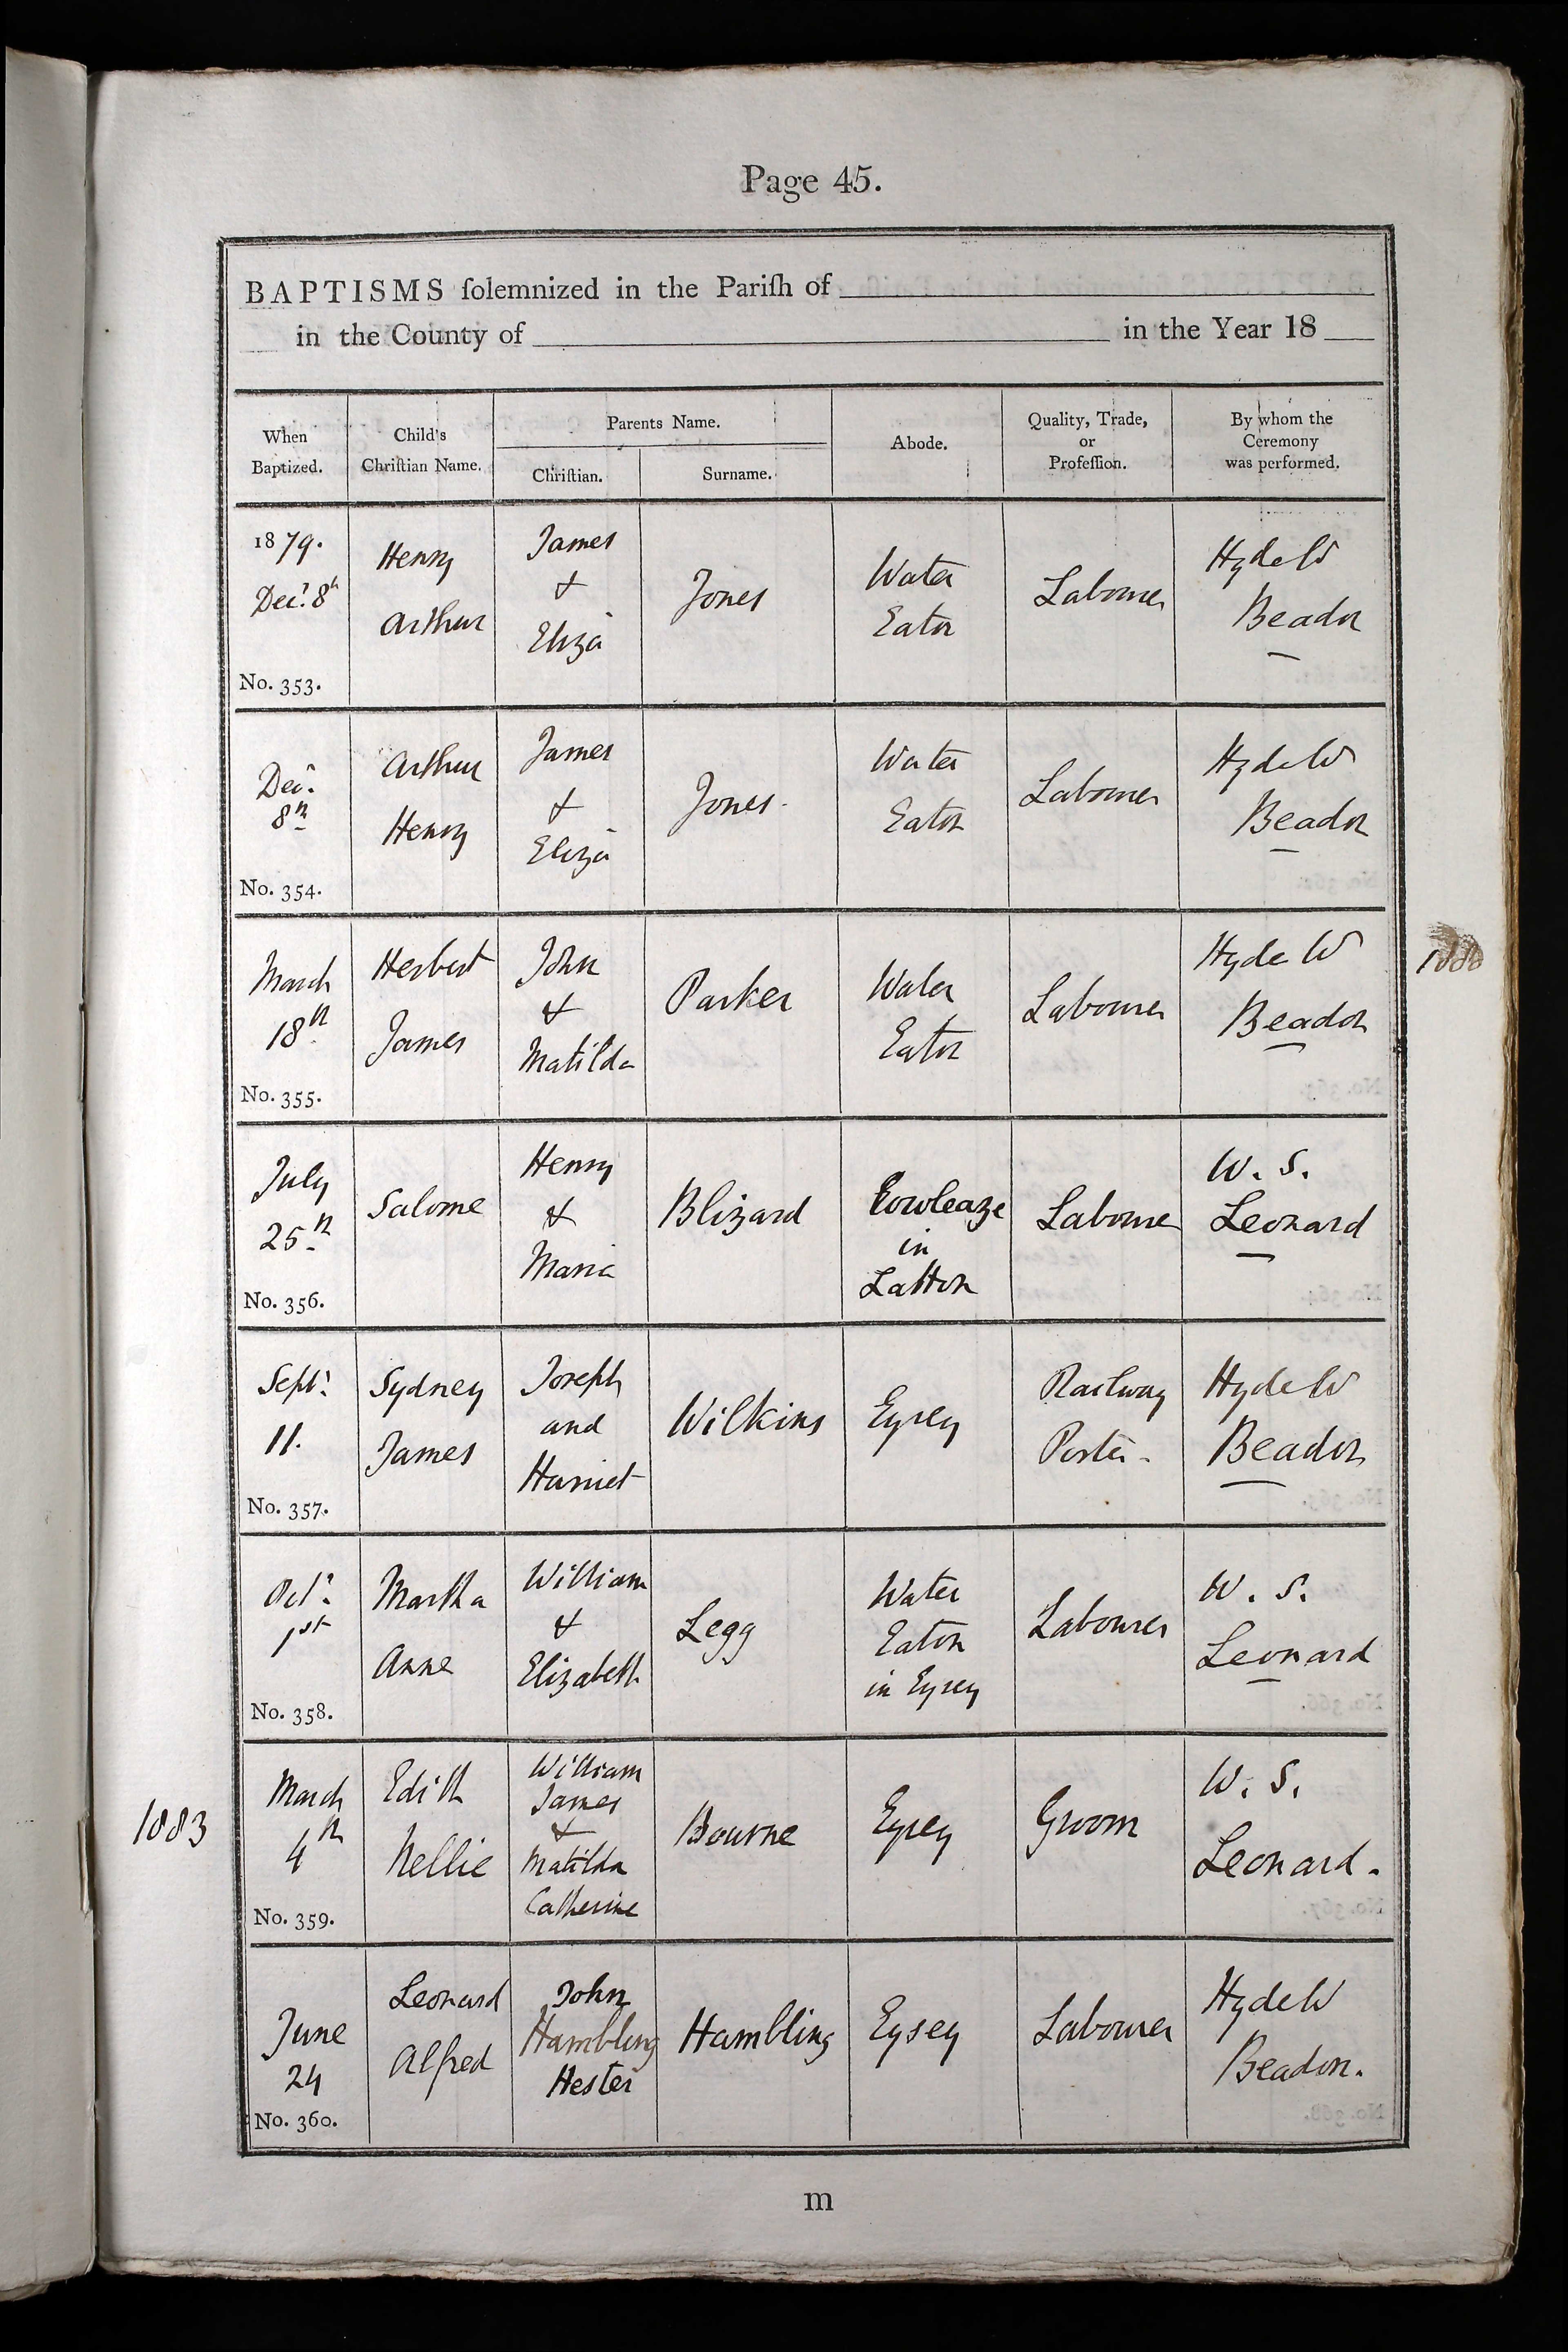 Page 45.
BAPTISMS ſolemnized in the Pariſh of
in the County of in the Year 18
When Baptized.
Child's Chriſtian Name.
Parents Name.
Chriſtian.
Surname.
Abode.
Quality, Trade, or Profeſſion.
By whom the Ceremony was performed.
1879.
Decr. 8th
No. 353.
Henry
Arthur
James
&
Eliza
Jones
Water
Eaton
Labourer
Hyde W
Beadon
Decr.
8th
No. 354.
Arthur
Henry
James
&
Eliza
Jones.
Water
Eaton
Labourer
Hyde W
Beadon
March
18th
No. 355.
Herbert
James
John
&
Matilda
Parker
Water
Eaton
Labourer
Hyde W
Beadon
1880
July
25th
No. 356.
Salome
Henry
&
Maria
Blizard
Cowleaze
in
Latton
Labourer
W. S.
Leonard
Septr.
11.
No. 357.
Sydney
James
Joseph
and
Harriet
Wilkins
Eysey
Railway
Porter.
Hyde W
Beadon
Octr.
1st
No. 358.
Martha
Anne
William
&
Elizabeth
Legg
Water
Eaton
in Eysey
Labourer
W. S.
Leonard
1883
March
4th
No. 359.
Edith
Nellie
William
James
&
Matilda
Catherine
Bourne
Eysey
Groom
W. S.
Leonard.
June
24
No. 360.
Leonard
Alfred
John
Hambling
Hester
Hambling
Eysey
Labourer
Hyde W
Beadon.
m